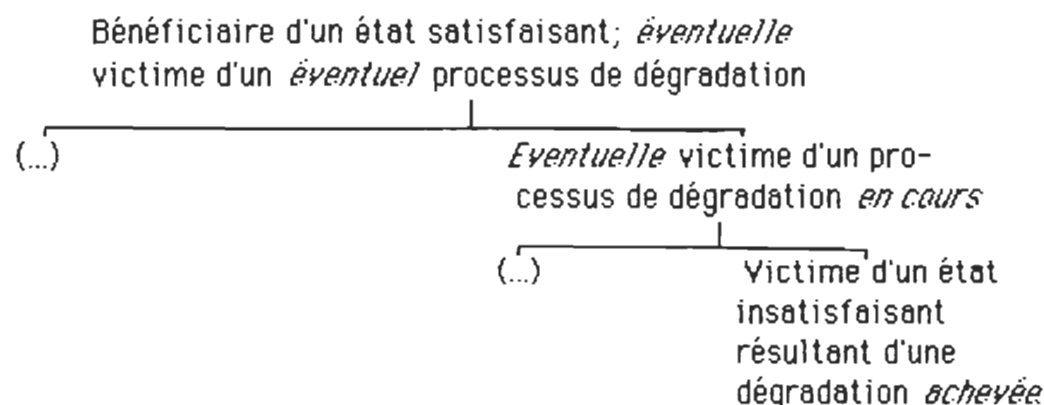 Bénéficiaire d'un état satisfaisant; éventuelle
victime d'un éventuel processus de dégradation
(...)
Eventuelle victime d'un pro-
cessus de dégradation en cours
(...)
Victime d'un état
insatisfaisant
résultant d'une
dégradation achevée